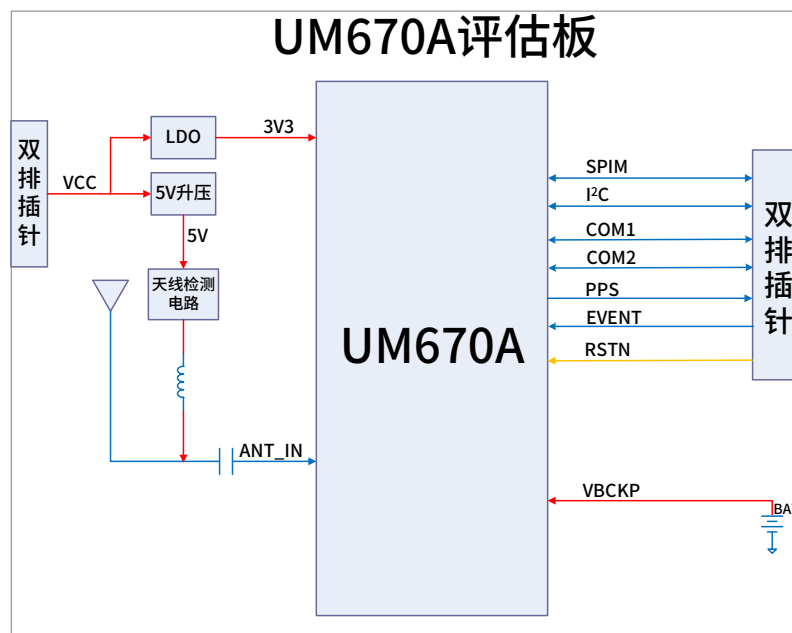 UM670A评估板
双排插针
VCC
LDO
3V3
5V升压
5V
天线检测
电路
ANT_IN
UM670A
SPIM
I²C
COM1
COM2
PPS
EVENT
RSTN
双排插针
VBCKP